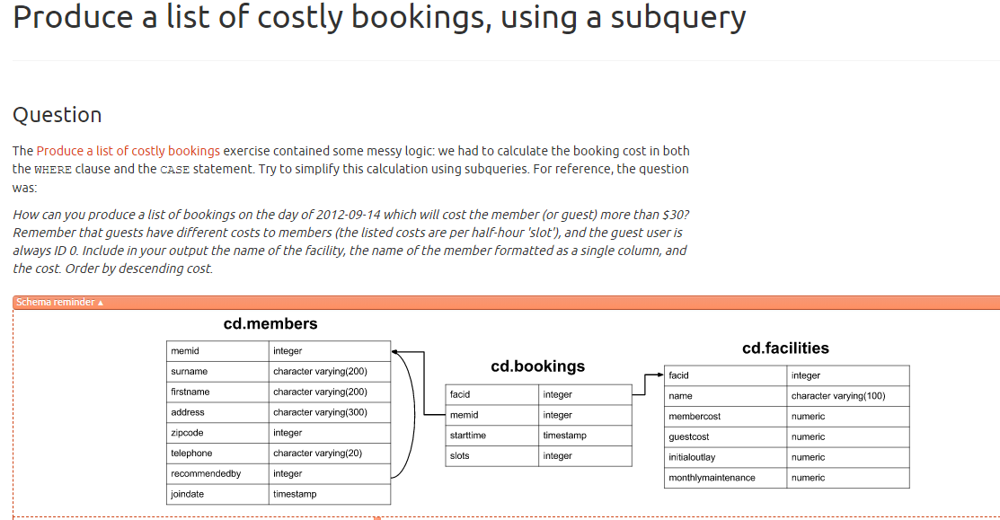 Produce a list of costly bookings, using a subquery
Question
The Produce a list of costly bookings exercise contained some messy logic: we had to calculate the booking cost in both
the WHERE clause and the CASE statement. Try to simplify this calculation using subqueries. For reference, the question
was:
How can you produce a list of bookings on the day of 2012-09-14 which will cost the member (or guest) more than $30?
Remember that guests have different costs to members (the listed costs are per half-hour 'slot'), and the guest user is
always ID 0. Include in your output the name of the facility, the name of the member formatted as a single column, and
the cost. Order by descending cost.
Schema reminder ▲
cd.members
memid integer
surname character varying(200)
firstname character varying(200)
address character varying(300)
zipcode integer
telephone character varying(20)
recommendedby integer
joindate timestamp
cd.bookings
facid integer
memid integer
starttime timestamp
slots integer
cd.facilities
facid integer
name character varying(100)
membercost numeric
guestcost numeric
initialoutlay numeric
monthlymaintenance numeric